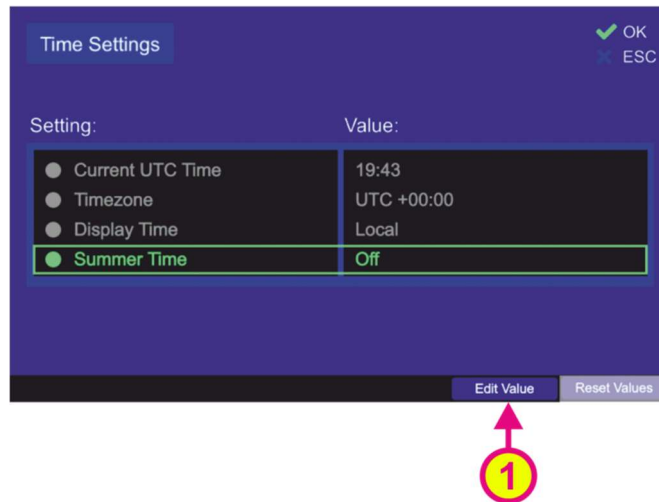 Time Settings
OK
ESC
Setting: Value:
Current UTC Time 19:43
Timezone UTC +00:00
Display Time Local
Summer Time Off
Edit Value Reset Values
1